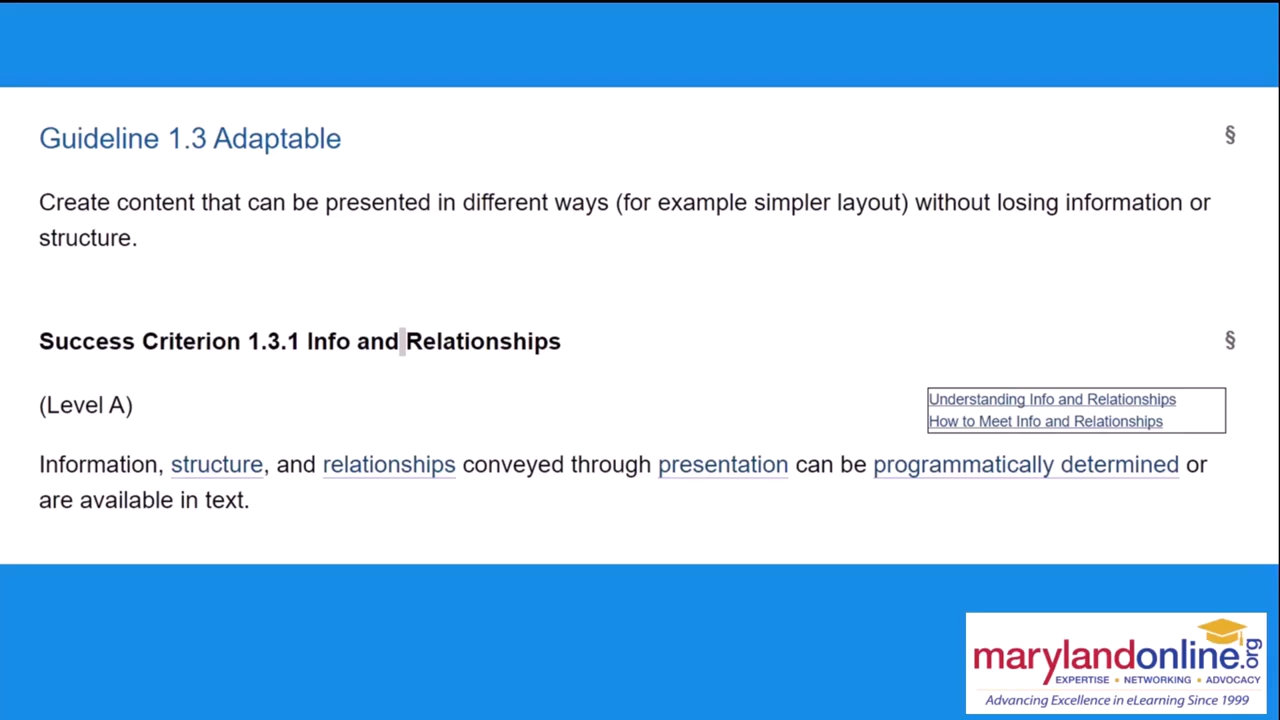 Guideline 1.3 Adaptable
§
Create content that can be presented in different ways (for example simpler layout) without losing information or
structure.
Success Criterion 1.3.1 Info and Relationships
§
(Level A)
Understanding Info and Relationships
How to Meet Info and Relationships
Information, structure, and relationships conveyed through presentation can be programmatically determined or
are available in text.
marylandonline.org
EXPERTISE • NETWORKING • ADVOCACY
Advancing Excellence in eLearning Since 1999